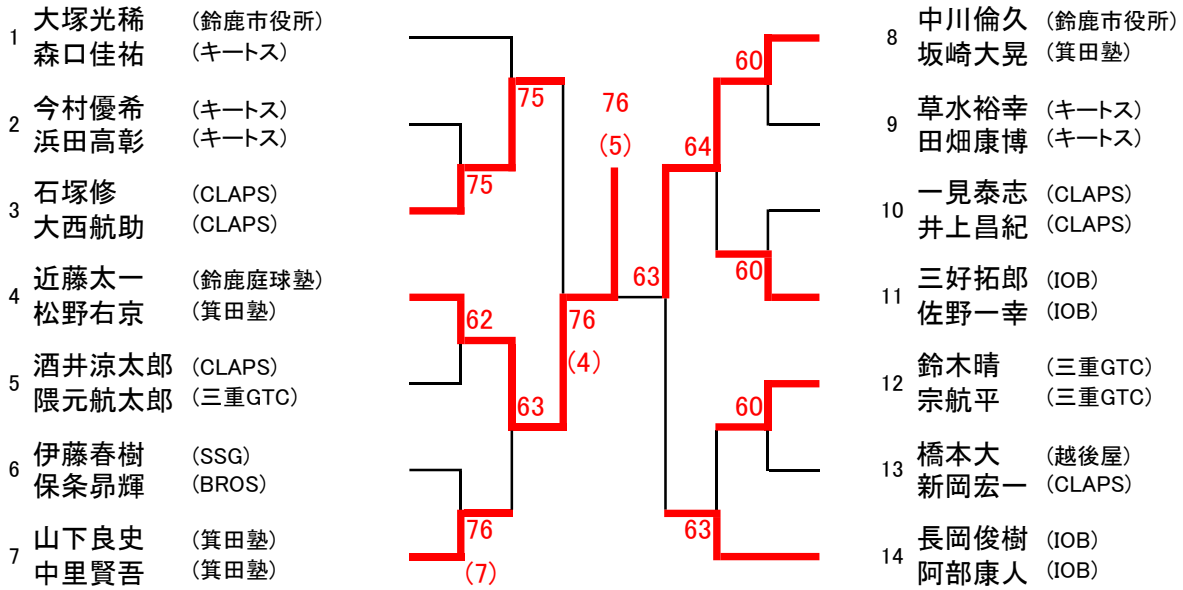 1
大塚光稀 (鈴鹿市役所)
森口佳祐 (キートス)
2
今村優希 (キートス)
浜田高彰 (キートス)
3
石塚修 (CLAPS)
大西航助 (CLAPS)
4
近藤太一 (鈴鹿庭球塾)
松野右京 (箕田塾)
5
酒井涼太郎 (CLAPS)
隈元航太郎 (三重GTC)
6
伊藤春樹 (SSG)
保条昴輝 (BROS)
7
山下良史 (箕田塾)
中里賢吾 (箕田塾)
75
75
62
63
76
(7)
76
(4)
76
(5)
63
64
60
60
60
63
8
中川倫久 (鈴鹿市役所)
坂崎大晃 (箕田塾)
9
草水裕幸 (キートス)
田畑康博 (キートス)
10
一見泰志 (CLAPS)
井上昌紀 (CLAPS)
11
三好拓郎 (IOB)
佐野一幸 (IOB)
12
鈴木晴 (三重GTC)
宗航平 (三重GTC)
13
橋本大 (越後屋)
新岡宏一 (CLAPS)
14
長岡俊樹 (IOB)
阿部康人 (IOB)